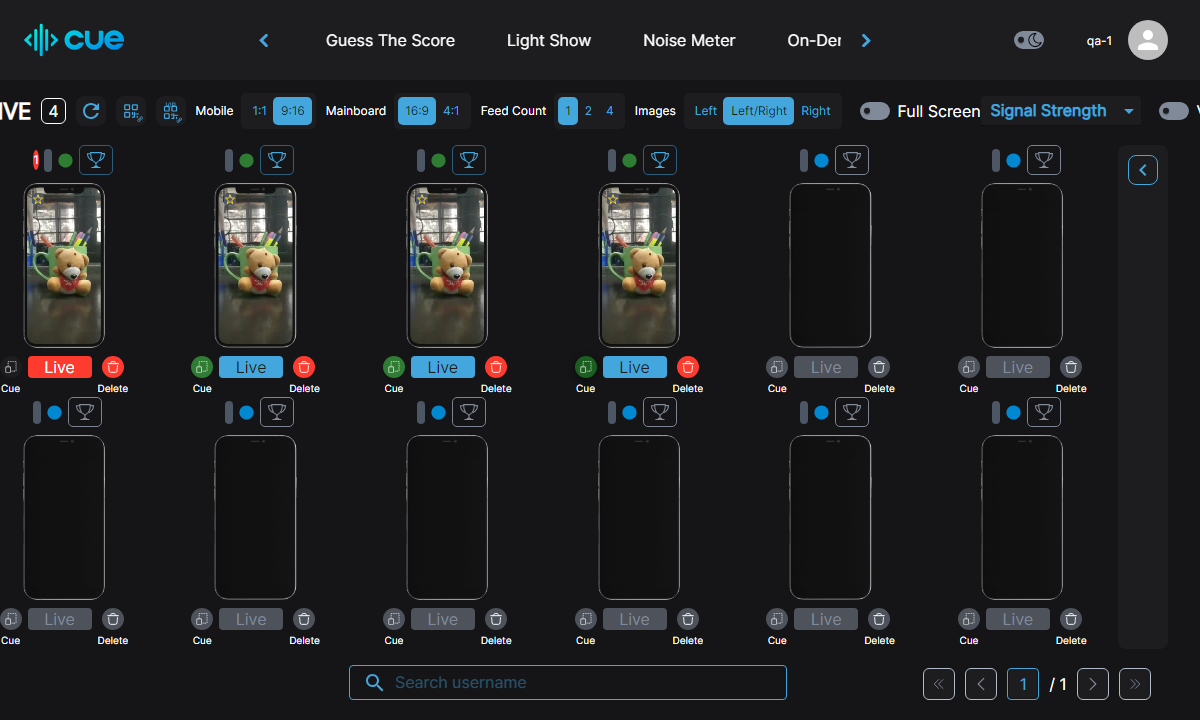 cue
Guess The Score
Light Show
Noise Meter
On-Der
qa-1
IVE 4
Mobile 1:1 9:16
Mainboard 16:9 4:1
Feed Count 1 2 4
Images Left Left/Right Right
Full Screen
Signal Strength
1
Live Live Live Live Live Live
Cue Delete Cue Delete Cue Delete Cue Delete Cue Delete Cue Delete
Live Live Live Live Live Live
Cue Delete Cue Delete Cue Delete Cue Delete Cue Delete Cue Delete
Search username
1 / 1